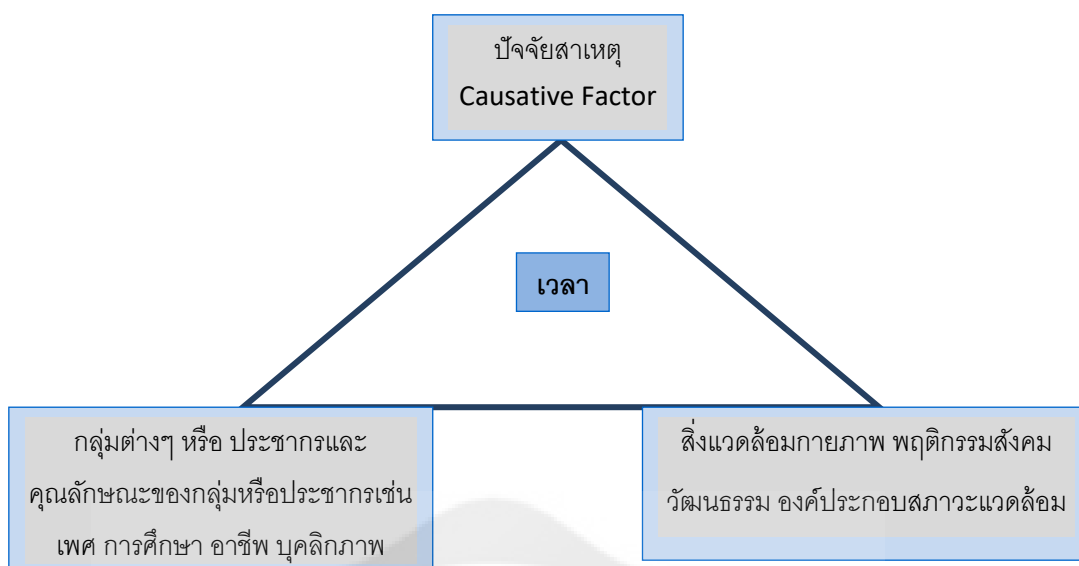 ปัจจัยสาเหตุ
Causative Factor
เวลา
กลุ่มต่างๆ หรือ ประชากรและ
คุณลักษณะของกลุ่มหรือประชากรเช่น
เพศ การศึกษา อาชีพ บุคลิกภาพ
สิ่งแวดล้อมกายภาพ พฤติกรรมสังคม
วัฒนธรรม องค์ประกอบสภาวะแวดล้อม